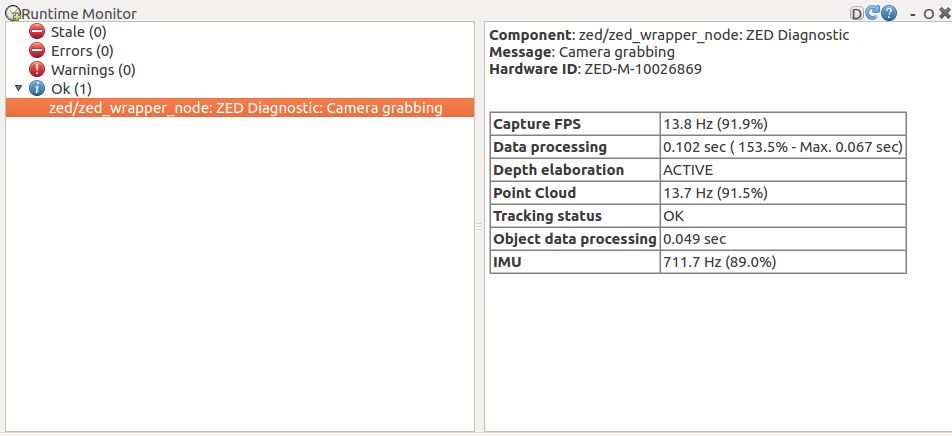 Runtime Monitor
D ? - O
Stale (0)
Errors (0)
Warnings (0)
Ok (1)
zed/zed_wrapper_node: ZED Diagnostic: Camera grabbing
Component: zed/zed_wrapper_node: ZED Diagnostic
Message: Camera grabbing
Hardware ID: ZED-M-10026869
Capture FPS 13.8 Hz (91.9%)
Data processing 0.102 sec ( 153.5% - Max. 0.067 sec)
Depth elaboration ACTIVE
Point Cloud 13.7 Hz (91.5%)
Tracking status OK
Object data processing 0.049 sec
IMU 711.7 Hz (89.0%)